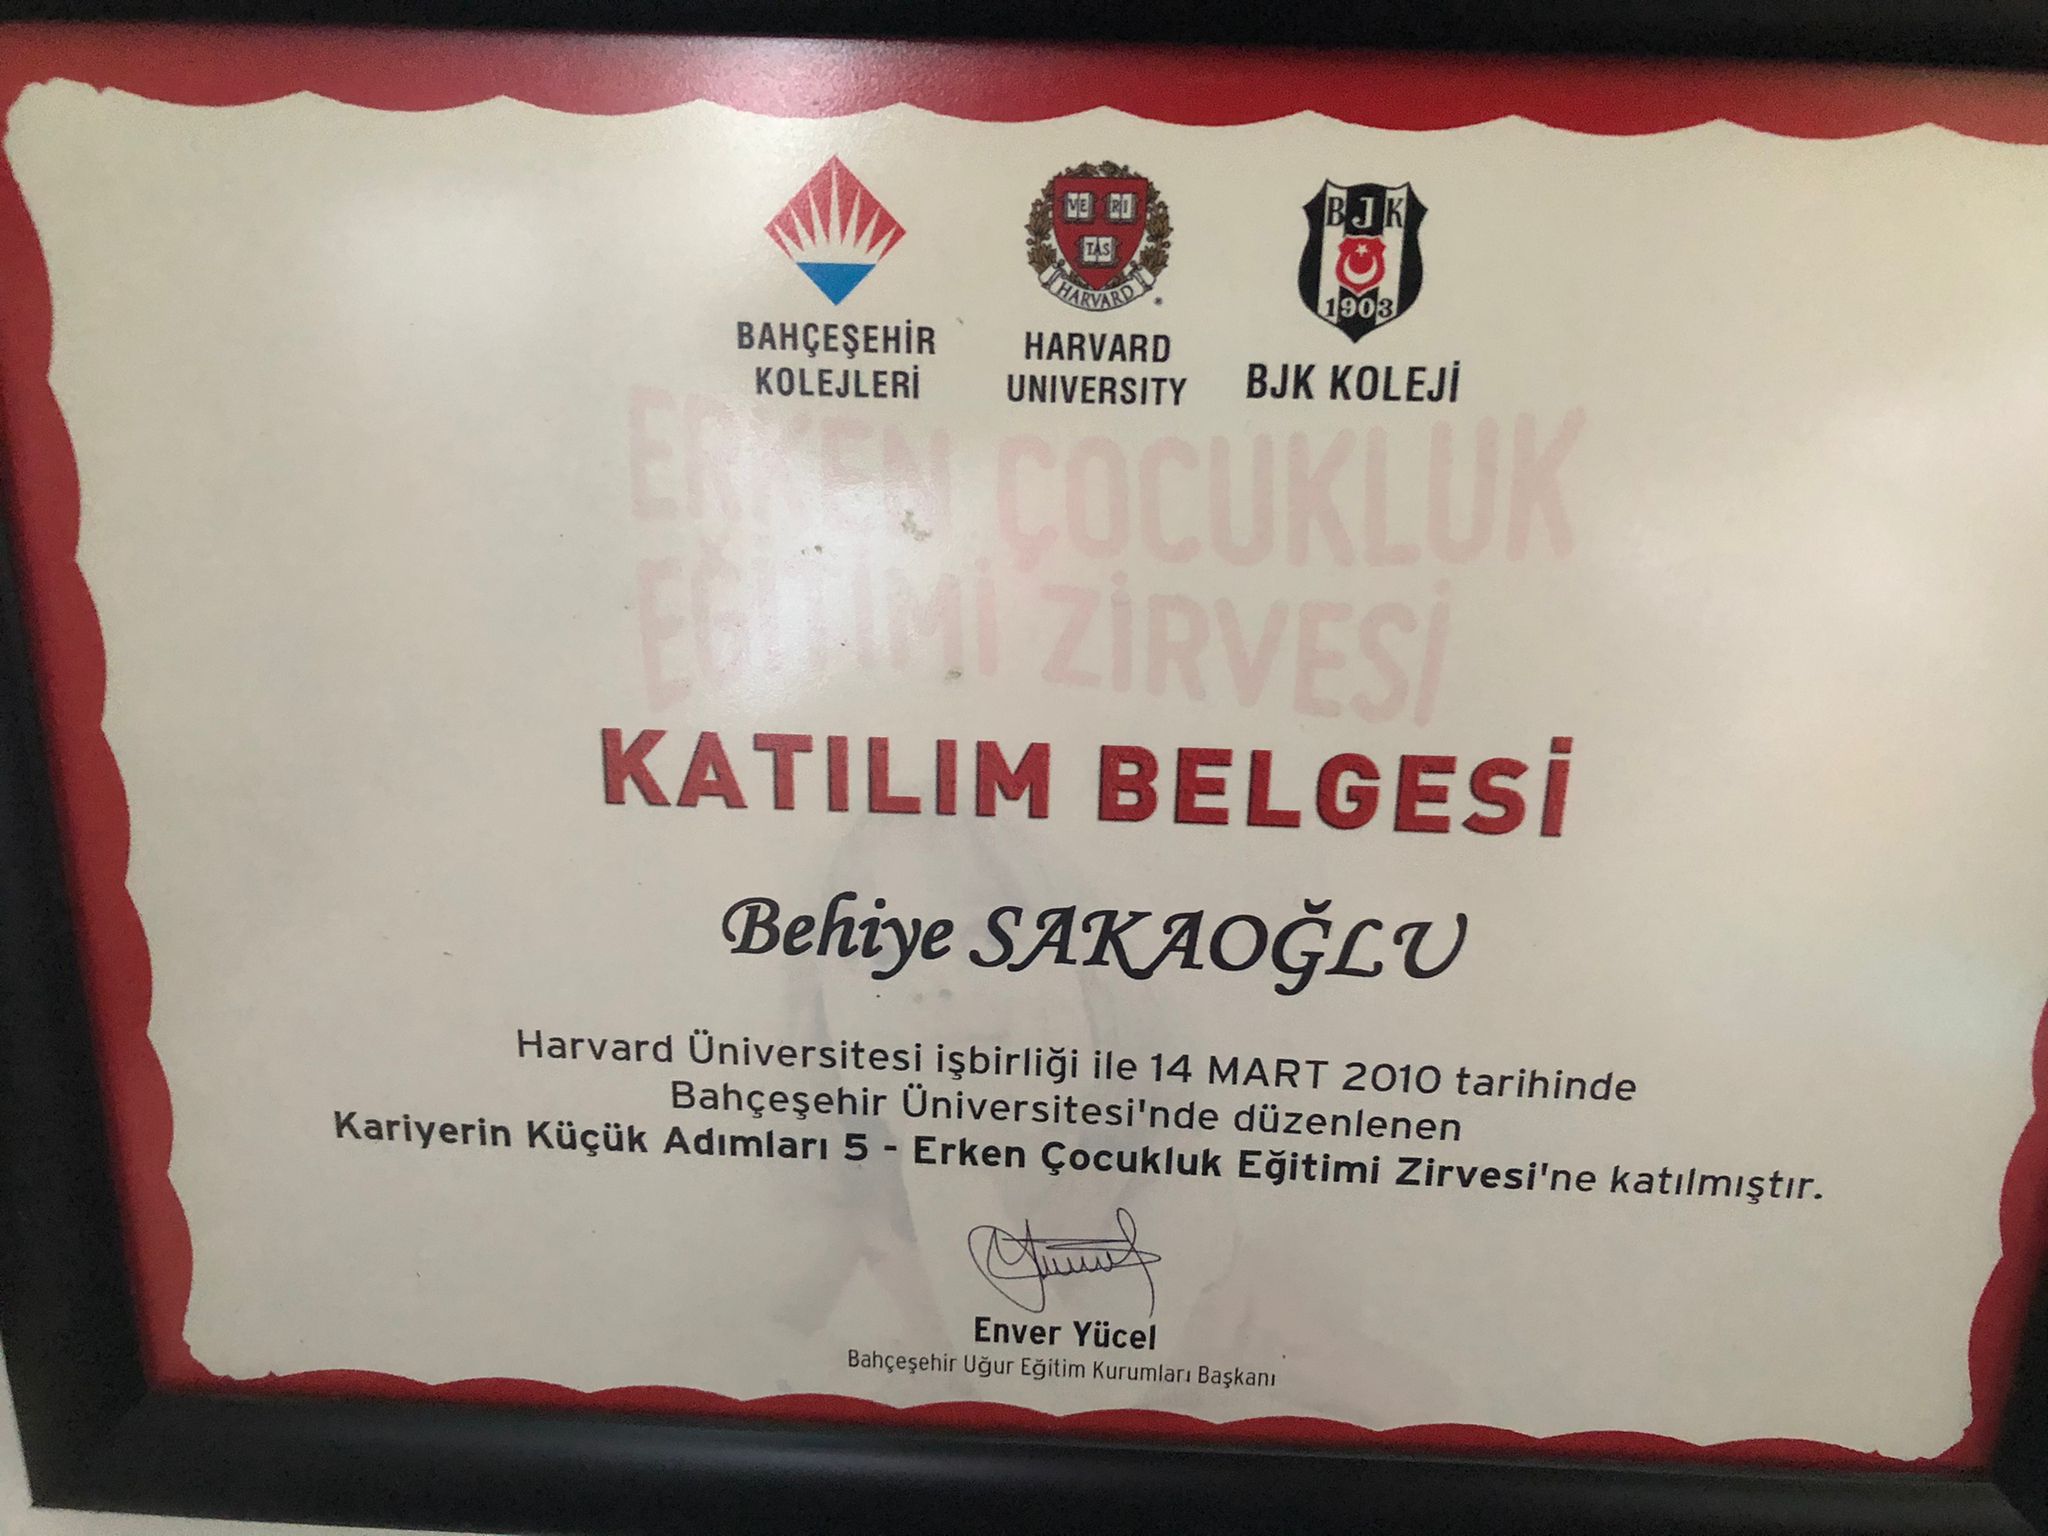 BAHÇEŞEHİR
KOLEJLERİ
VE RI
TAS
HARVARD
HARVARD
UNIVERSITY
BJK
1903
BJK KOLEJİ
ERKEN ÇOCUKLUK
EĞİTİMİ ZİRVESİ
KATILIM BELGESİ
Behiye SAKAOĞLU
Harvard Üniversitesi işbirliği ile 14 MART 2010 tarihinde
Bahçeşehir Üniversitesi'nde düzenlenen
Kariyerin Küçük Adımları 5 - Erken Çocukluk Eğitimi Zirvesi'ne katılmıştır.
Enver Yücel
Bahçeşehir Uğur Eğitim Kurumları Başkanı